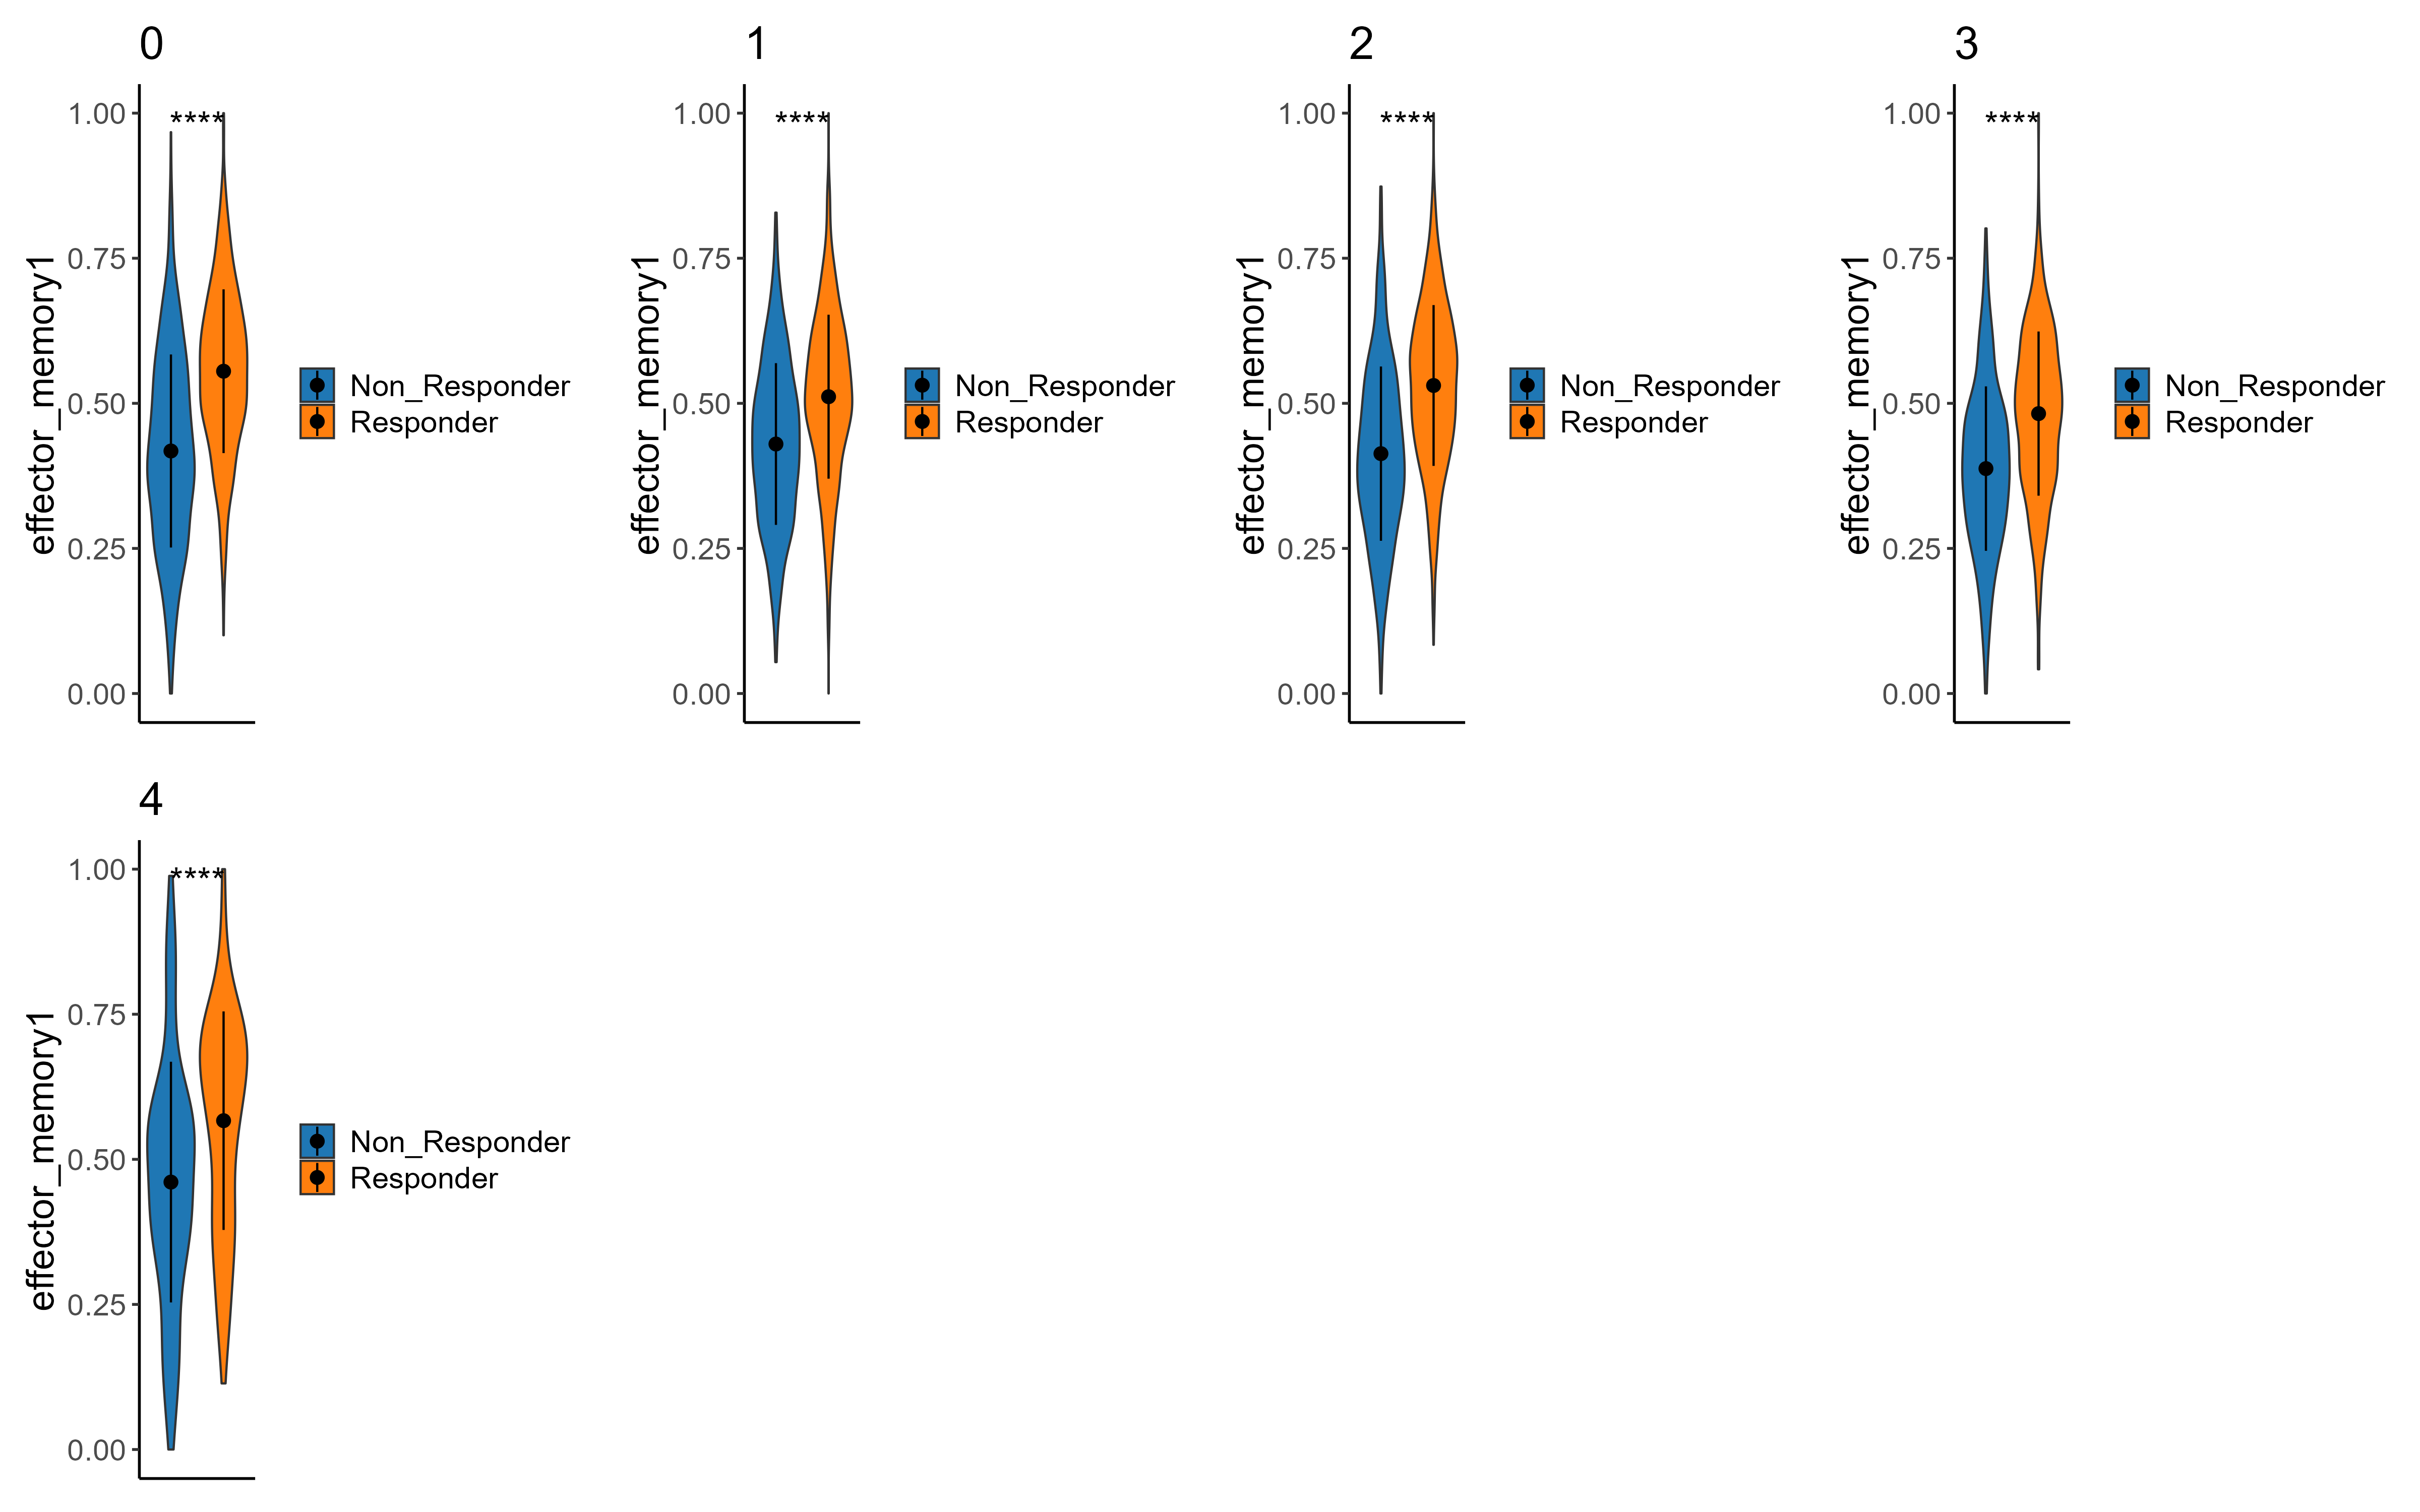 0
****
1.00
0.75
0.50
0.25
0.00
effector_memory1
Non_Responder
Responder
1
****
1.00
0.75
0.50
0.25
0.00
effector_memory1
Non_Responder
Responder
2
****
1.00
0.75
0.50
0.25
0.00
effector_memory1
Non_Responder
Responder
3
****
1.00
0.75
0.50
0.25
0.00
effector_memory1
Non_Responder
Responder
4
****
1.00
0.75
0.50
0.25
0.00
effector_memory1
Non_Responder
Responder